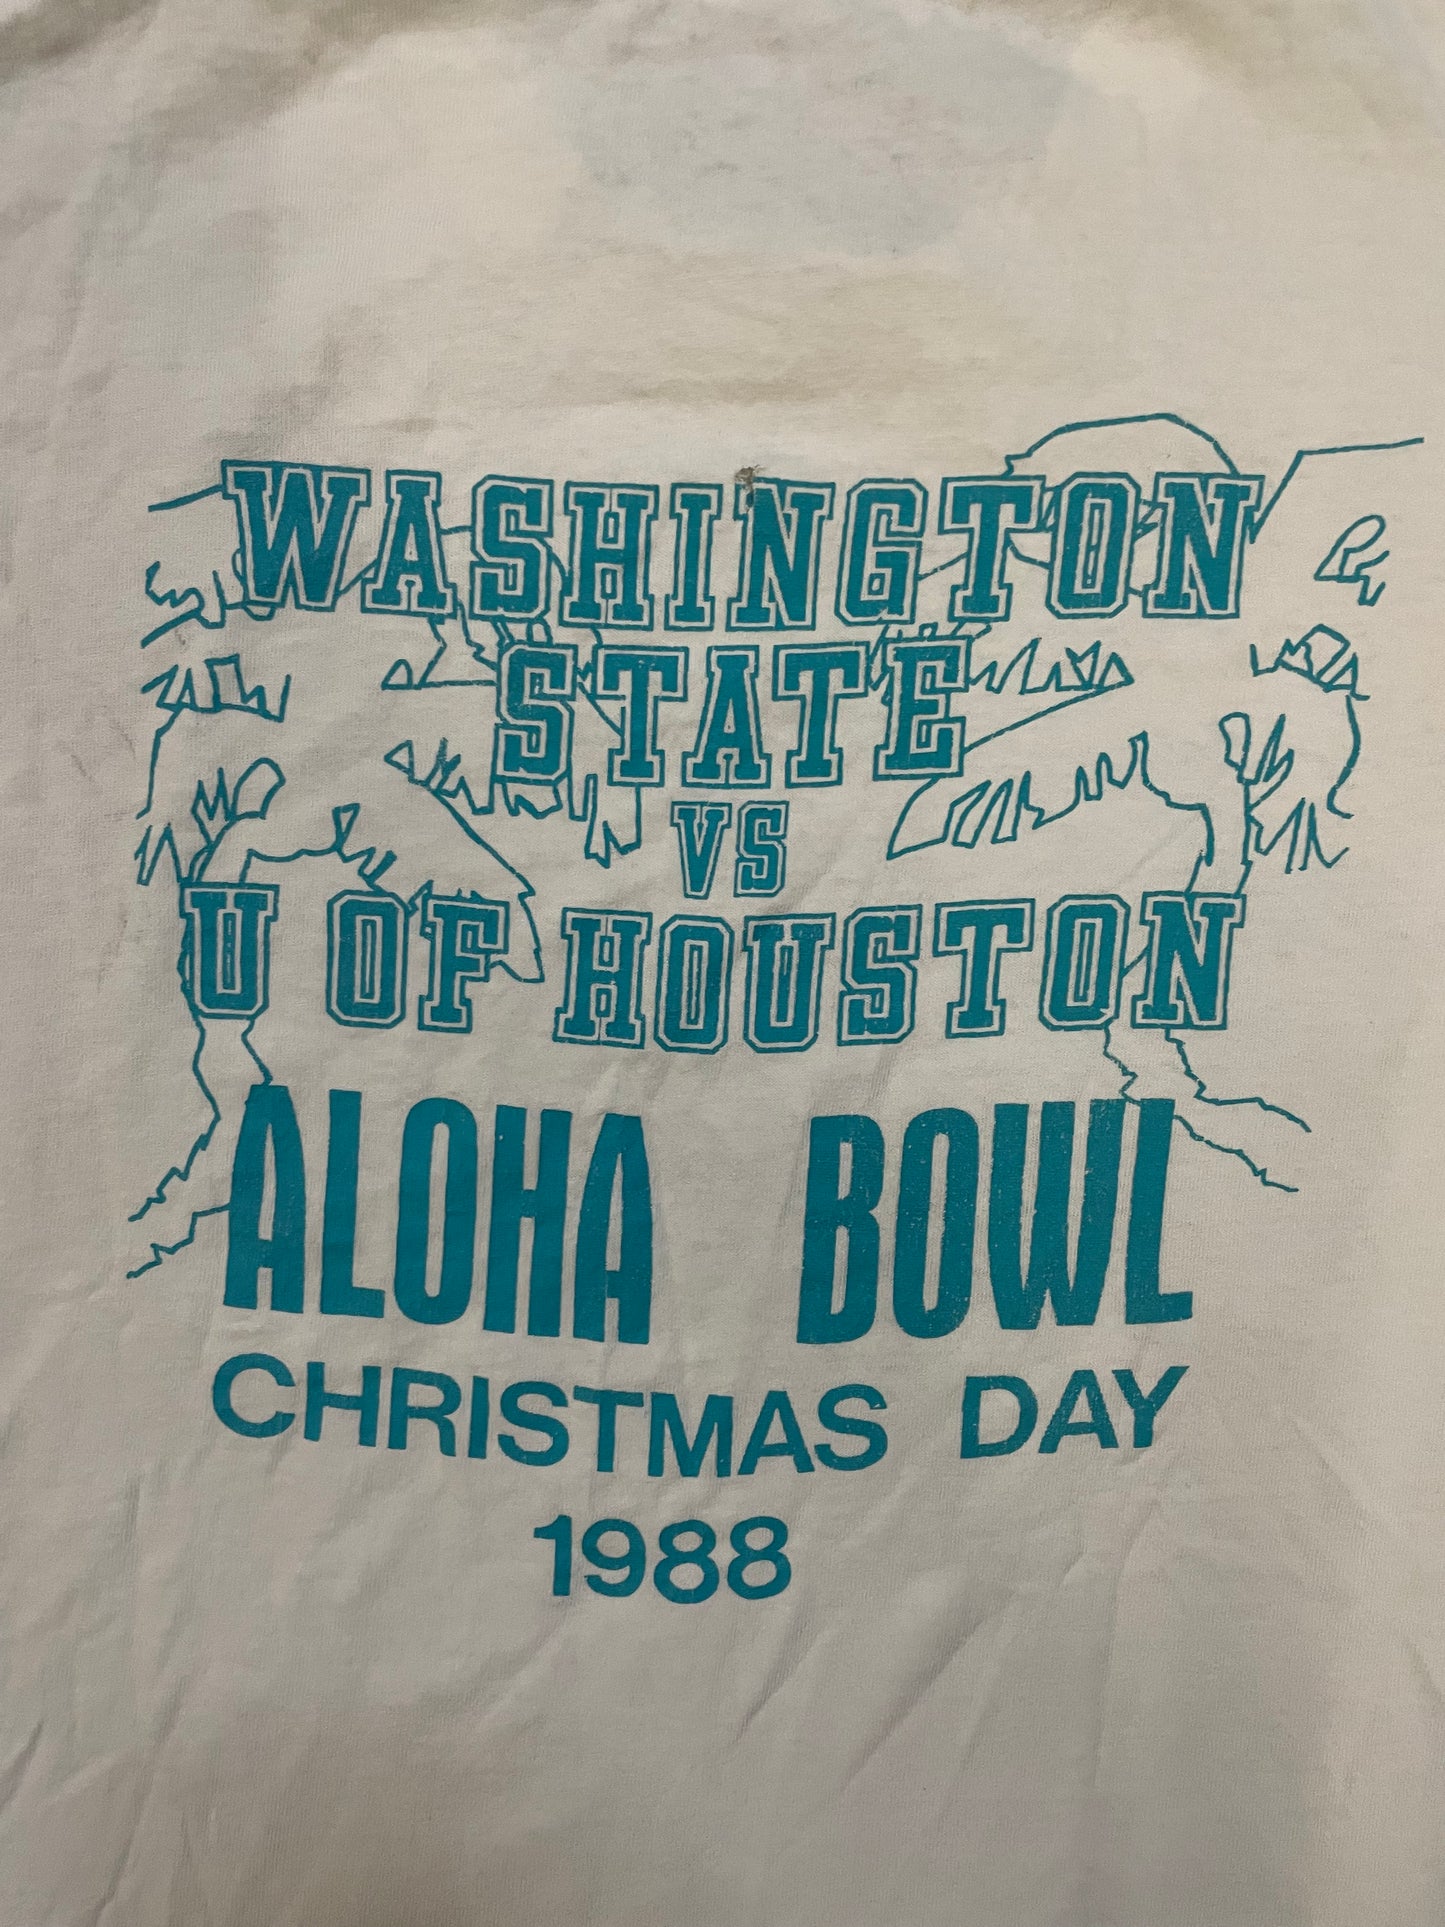 WASHINGTON
STATE
VS
U OF HOUSTON
ALOHA BOWL
CHRISTMAS DAY
1988